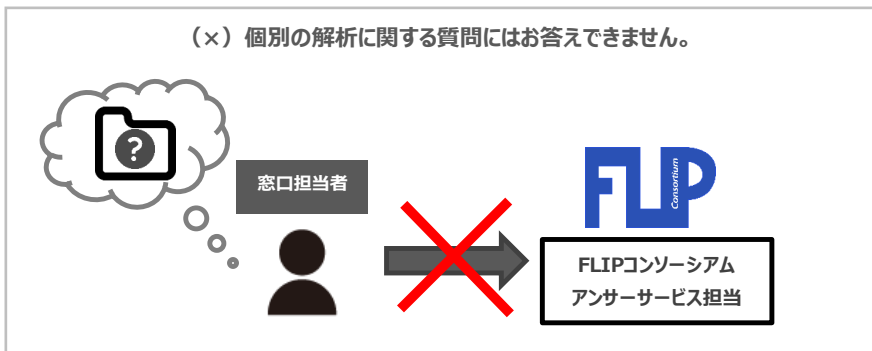 （×）個別の解析に関する質問にはお答えできません。
?
窓口担当者
FLIP
Consortium
FLIPコンソーシアム
アンサーサービス担当